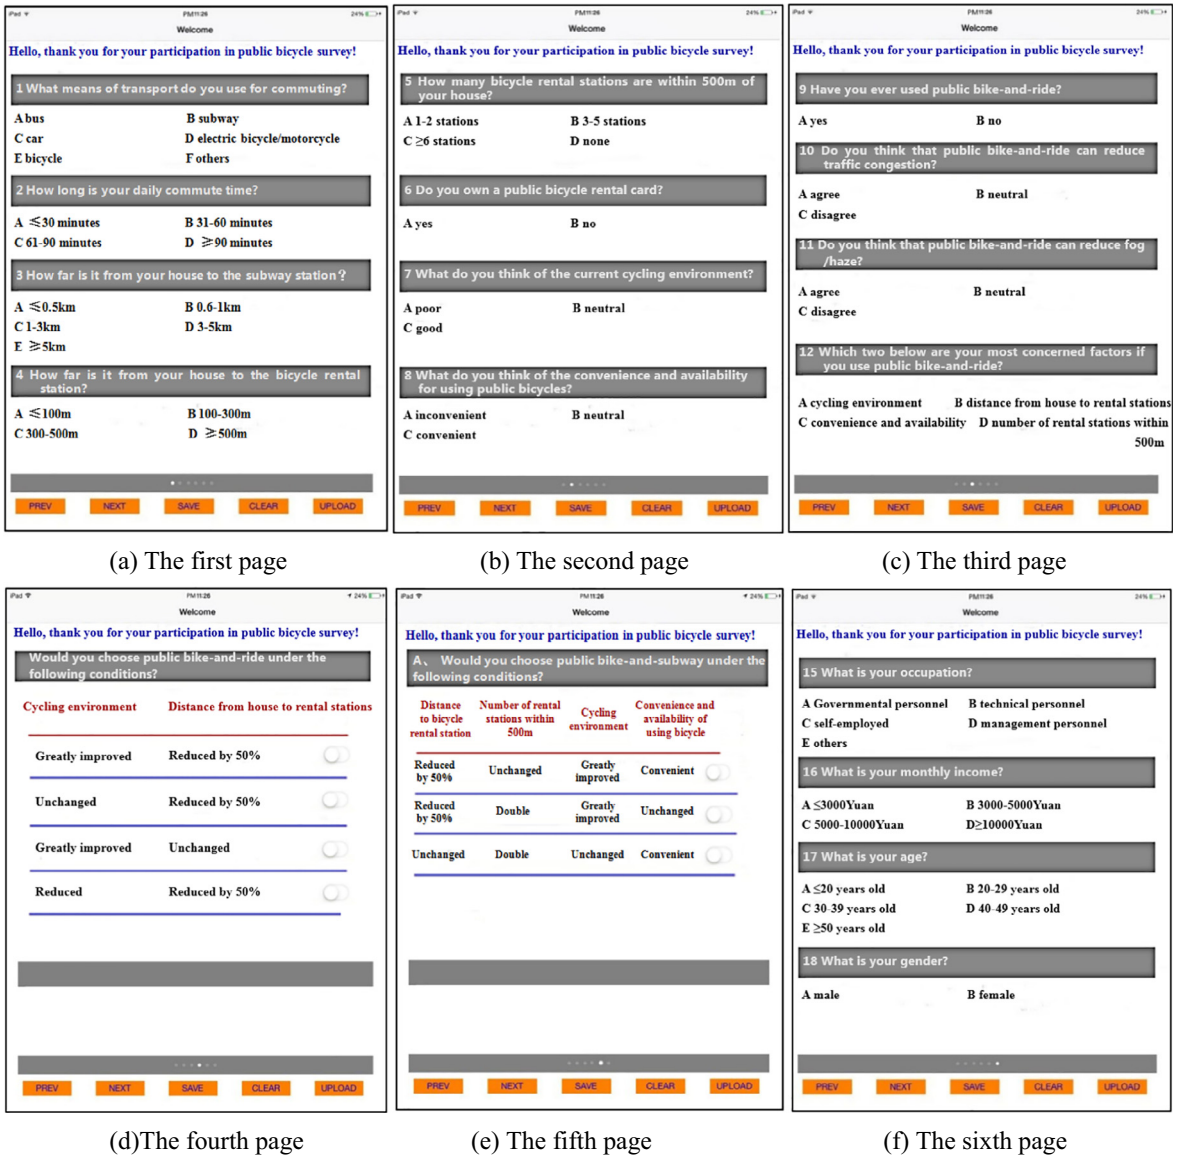 iPad PM11:26 24%
Welcome
Hello, thank you for your participation in public bicycle survey!
1 What means of transport do you use for commuting?
A bus B subway
C car D electric bicycle/motorcycle
E bicycle F others
2 How long is your daily commute time?
A ≤30 minutes B 31-60 minutes
C 61-90 minutes D ≥90 minutes
3 How far is it from your house to the subway station?
A ≤0.5km B 0.6-1km
C 1-3km D 3-5km
E ≥5km
4 How far is it from your house to the bicycle rental
station?
A ≤100m B 100-300m
C 300-500m D ≥500m
PREV NEXT SAVE CLEAR UPLOAD
(a) The first page
iPad PM11:26 24%
Welcome
Hello, thank you for your participation in public bicycle survey!
5 How many bicycle rental stations are within 500m of
your house?
A 1-2 stations B 3-5 stations
C ≥6 stations D none
6 Do you own a public bicycle rental card?
A yes B no
7 What do you think of the current cycling environment?
A poor B neutral
C good
8 What do you think of the convenience and availability
for using public bicycles?
A inconvenient B neutral
C convenient
PREV NEXT SAVE CLEAR UPLOAD
(b) The second page
iPad PM11:26 24%
Welcome
Hello, thank you for your participation in public bicycle survey!
9 Have you ever used public bike-and-ride?
A yes B no
10 Do you think that public bike-and-ride can reduce
traffic congestion?
A agree B neutral
C disagree
11 Do you think that public bike-and-ride can reduce fog
/haze?
A agree B neutral
C disagree
12 Which two below are your most concerned factors if
you use public bike-and-ride?
A cycling environment B distance from house to rental stations
C convenience and availability D number of rental stations within
500m
PREV NEXT SAVE CLEAR UPLOAD
(c) The third page
iPad PM11:26 24%
Welcome
Hello, thank you for your participation in public bicycle survey!
Would you choose public bike-and-ride under the
following conditions?
Cycling environment Distance from house to rental stations
Greatly improved Reduced by 50%
Unchanged Reduced by 50%
Greatly improved Unchanged
Reduced Reduced by 50%
PREV NEXT SAVE CLEAR UPLOAD
(d)The fourth page
iPad PM11:26 24%
Welcome
Hello, thank you for your participation in public bicycle survey!
A、 Would you choose public bike-and-subway under the
following conditions?
Distance to bicycle rental station Number of rental stations within 500m Cycling environment Convenience and availability of using bicycle
Reduced by 50% Unchanged Greatly improved Convenient
Reduced by 50% Double Greatly improved Unchanged
Unchanged Double Unchanged Convenient
PREV NEXT SAVE CLEAR UPLOAD
(e) The fifth page
iPad PM11:26 24%
Welcome
Hello, thank you for your participation in public bicycle survey!
15 What is your occupation?
A Governmental personnel B technical personnel
C self-employed D management personnel
E others
16 What is your monthly income?
A ≤3000Yuan B 3000-5000Yuan
C 5000-10000Yuan D≥10000Yuan
17 What is your age?
A ≤20 years old B 20-29 years old
C 30-39 years old D 40-49 years old
E ≥50 years old
18 What is your gender?
A male B female
PREV NEXT SAVE CLEAR UPLOAD
(f) The sixth page